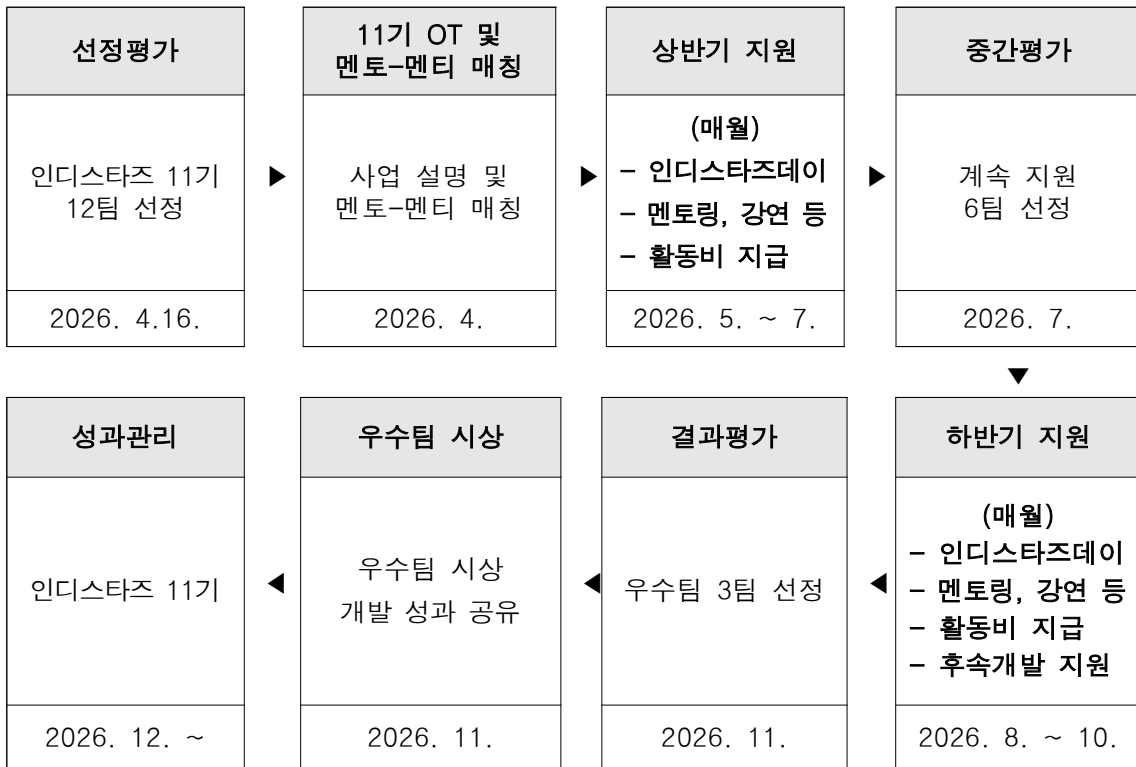 선정평가
인디스타즈 11기
12팀 선정
2026. 4.16.
▶
11기 OT 및
멘토-멘티 매칭
사업 설명 및
멘토-멘티 매칭
2026. 4.
▶
상반기 지원
(매월)
- 인디스타즈데이
- 멘토링, 강연 등
- 활동비 지급
2026. 5. ~ 7.
▶
중간평가
계속 지원
6팀 선정
2026. 7.
▼
하반기 지원
(매월)
- 인디스타즈데이
- 멘토링, 강연 등
- 활동비 지급
- 후속개발 지원
2026. 8. ~ 10.
◀
결과평가
우수팀 3팀 선정
2026. 11.
◀
우수팀 시상
우수팀 시상
개발 성과 공유
2026. 11.
◀
성과관리
인디스타즈 11기
2026. 12. ~